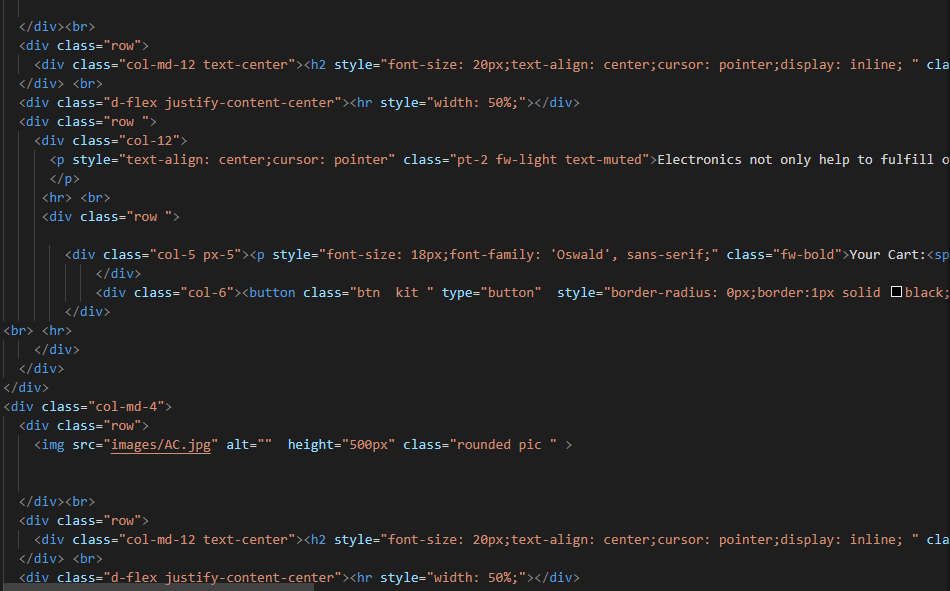 </div><br>
<div class="row">
<div class="col-md-12 text-center"><h2 style="font-size: 20px;text-align: center;cursor: pointer;display: inline; " cla
</div> <br>
<div class="d-flex justify-content-center"><hr style="width: 50%;"></div>
<div class="row ">
<div class="col-12">
<p style="text-align: center;cursor: pointer" class="pt-2 fw-light text-muted">Electronics not only help to fulfill o
</p>
<hr> <br>
<div class="row ">
<div class="col-5 px-5"><p style="font-size: 18px;font-family: 'Oswald', sans-serif;" class="fw-bold">Your Cart:<sp
</div>
<div class="col-6"><button class="btn  kit " type="button"  style="border-radius: 0px;border:1px solid black;
</div>
<br> <hr>
</div>
</div>
</div>
<div class="col-md-4">
<div class="row">
<img src="images/AC.jpg" alt=""  height="500px" class="rounded pic " >
</div><br>
<div class="row">
<div class="col-md-12 text-center"><h2 style="font-size: 20px;text-align: center;cursor: pointer;display: inline; " cla
</div> <br>
<div class="d-flex justify-content-center"><hr style="width: 50%;"></div>